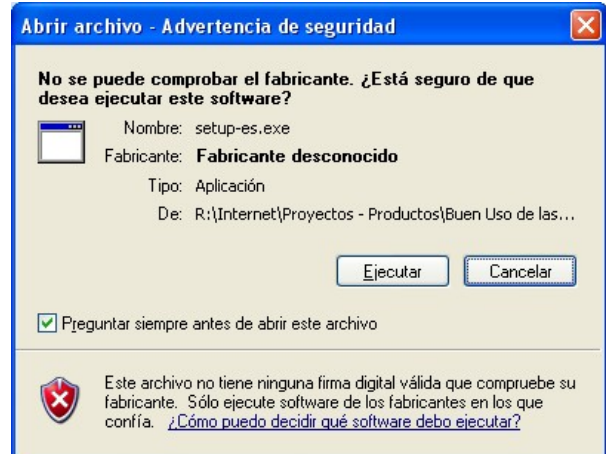 Abrir archivo - Advertencia de seguridad
No se puede comprobar el fabricante. ¿Está seguro de que
desea ejecutar este software?
Nombre: setup-es.exe
Fabricante: Fabricante desconocido
Tipo: Aplicación
De: R:\Internet\Proyectos - Productos\Buen Uso de las...
Ejecutar Cancelar
Preguntar siempre antes de abrir este archivo
Este archivo no tiene ninguna firma digital válida que compruebe su
fabricante. Sólo ejecute software de los fabricantes en los que
confía. ¿Cómo puedo decidir qué software debo ejecutar?